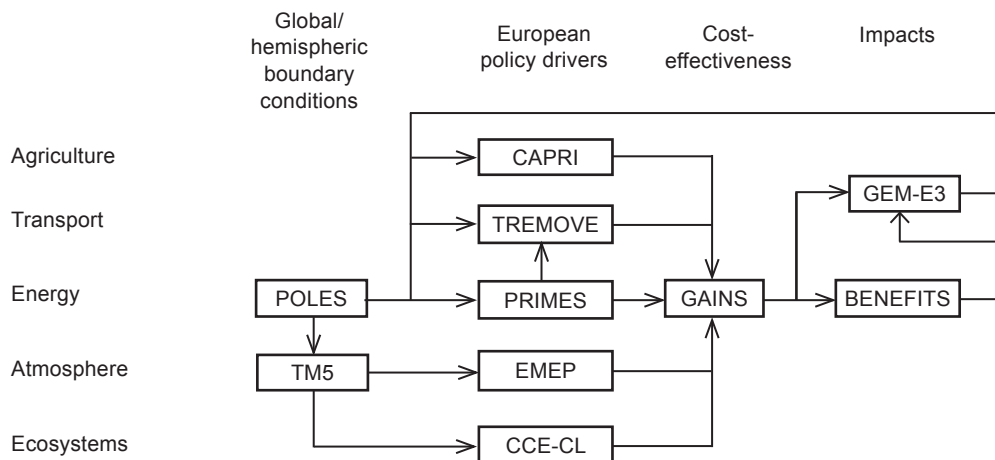 Global/
hemispheric
boundary
conditions
European
policy drivers
Cost-
effectiveness
Impacts
Agriculture
CAPRI
GEM-E3
Transport
TREMOVE
Energy
POLES
PRIMES
GAINS
BENEFITS
Atmosphere
TM5
EMEP
Ecosystems
CCE-CL